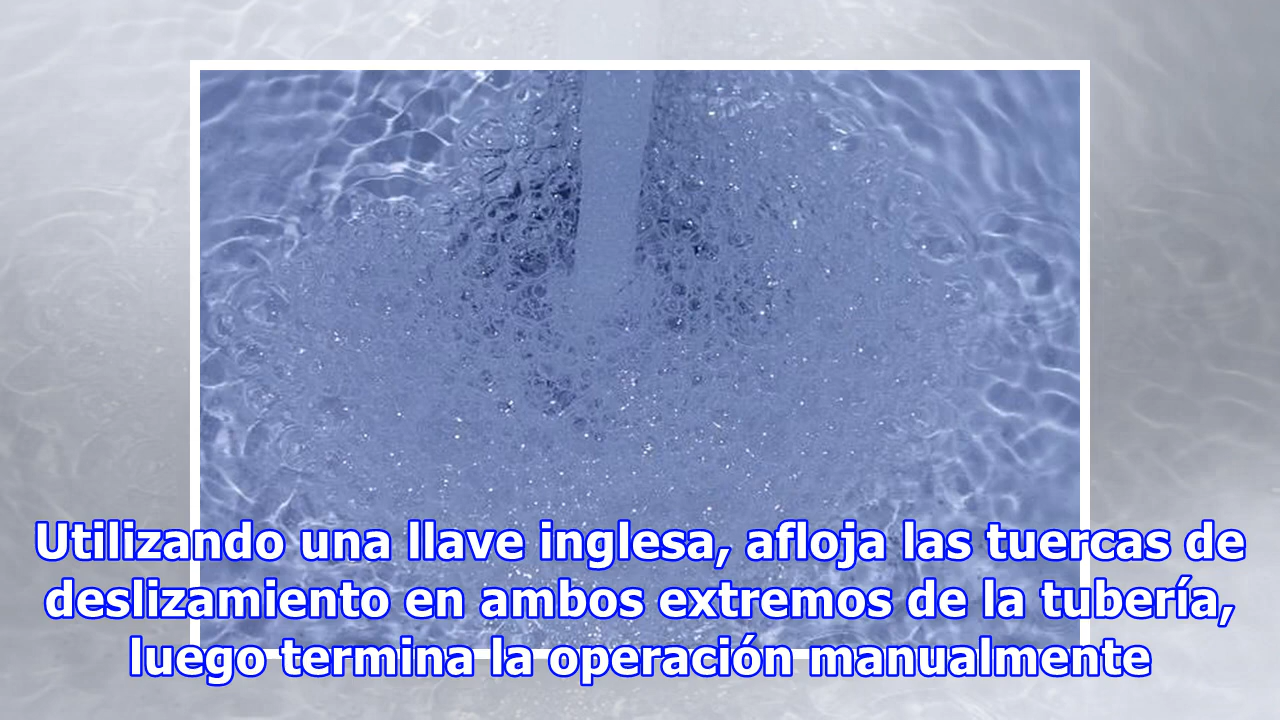 Utilizando una llave inglesa, afloja las tuercas de
deslizamiento en ambos extremos de la tubería,
luego termina la operación manualmente